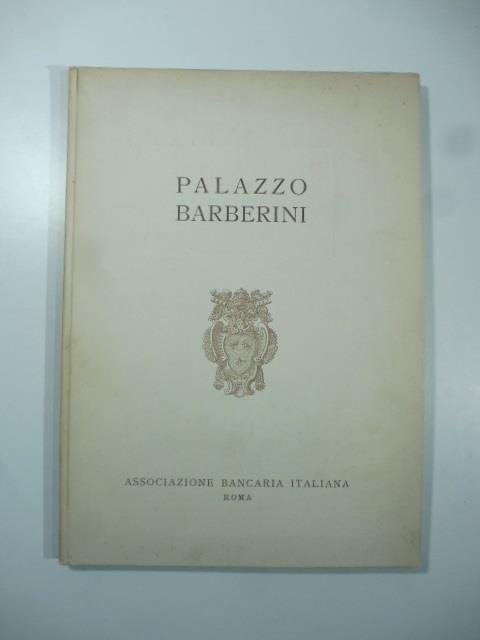 PALAZZO
BARBERINI
ASSOCIAZIONE BANCARIA ITALIANA
ROMA